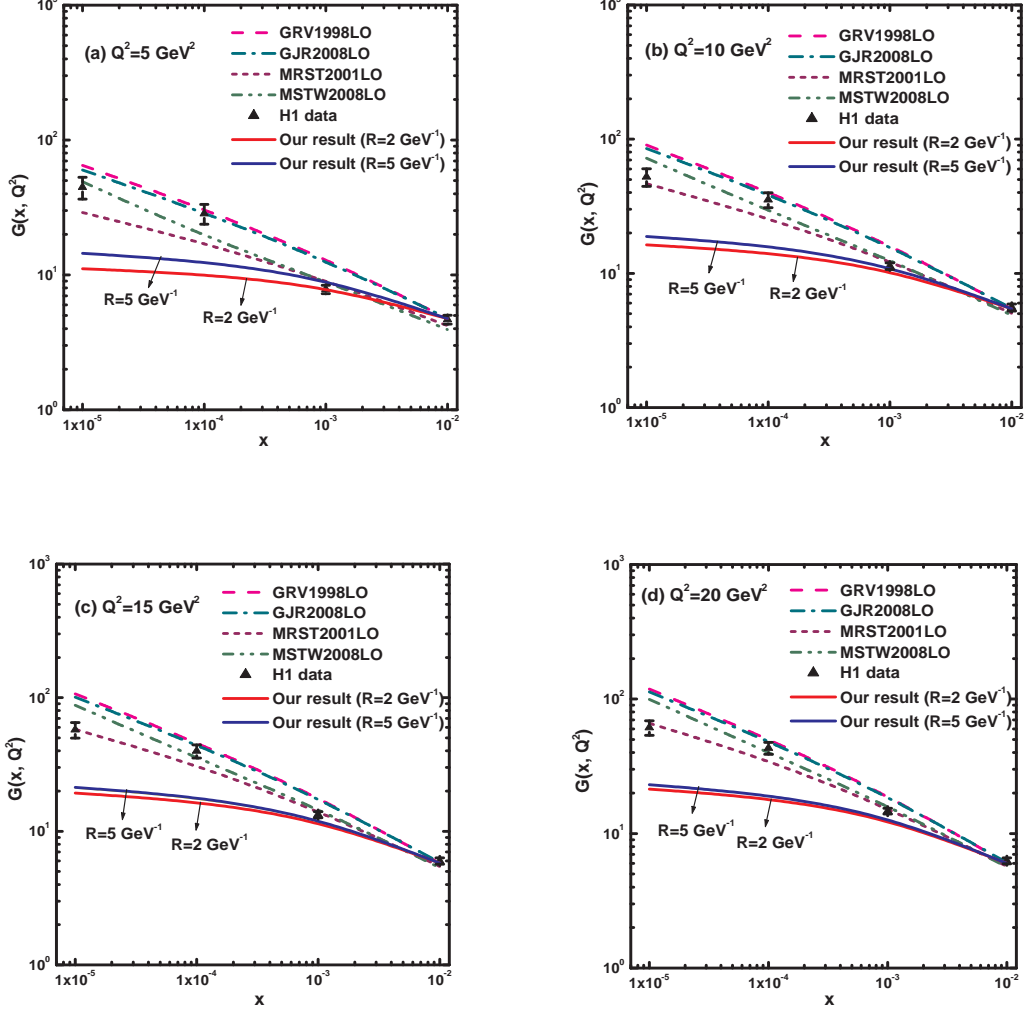 10³
(a) Q²=5 GeV²
GRV1998LO
GJR2008LO
MRST2001LO
MSTW2008LO
H1 data
Our result (R=2 GeV⁻¹)
Our result (R=5 GeV⁻¹)
10²
G(x, Q²)
10¹
R=5 GeV⁻¹
R=2 GeV⁻¹
10⁰
1x10⁻⁵ 1x10⁻⁴ 10⁻³ 10⁻²
x
10³
(b) Q²=10 GeV²
GRV1998LO
GJR2008LO
MRST2001LO
MSTW2008LO
H1 data
Our result (R=2 GeV⁻¹)
Our result (R=5 GeV⁻¹)
10²
G(x, Q²)
10¹
R=5 GeV⁻¹
R=2 GeV⁻¹
10⁰
1x10⁻⁵ 1x10⁻⁴ 10⁻³ 10⁻²
x
10³
(c) Q²=15 GeV²
GRV1998LO
GJR2008LO
MRST2001LO
MSTW2008LO
H1 data
Our result (R=2 GeV⁻¹)
Our result (R=5 GeV⁻¹)
10²
G(x, Q²)
10¹
R=5 GeV⁻¹
R=2 GeV⁻¹
10⁰
1x10⁻⁵ 1x10⁻⁴ 10⁻³ 10⁻²
x
10³
(d) Q²=20 GeV²
GRV1998LO
GJR2008LO
MRST2001LO
MSTW2008LO
H1 data
Our result (R=2 GeV⁻¹)
Our result (R=5 GeV⁻¹)
10²
G(x, Q²)
10¹
R=5 GeV⁻¹
R=2 GeV⁻¹
10⁰
1x10⁻⁵ 1x10⁻⁴ 10⁻³ 10⁻²
x